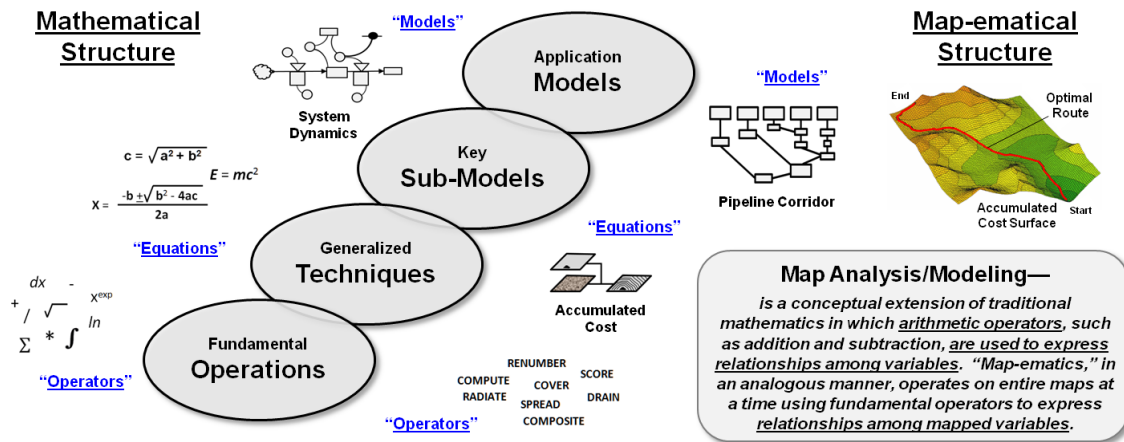 Mathematical
Structure
"Models"
System
Dynamics
Application
Models
Map-ematical
Structure
"Models"
End
Optimal
Route
Accumulated
Cost Surface
Start
Pipeline Corridor
Key
Sub-Models
c = √a² + b²
E = mc²
X = -b ±√b² - 4ac
2a
"Equations"
Generalized
Techniques
"Equations"
Accumulated
Cost
dx - + / √ xᵉˣᵖ
Σ * ∫ ln
"Operators"
Fundamental
Operations
RENUMBER
COMPUTE COVER SCORE
RADIATE SPREAD DRAIN
COMPOSITE
"Operators"
Map Analysis/Modeling—
is a conceptual extension of traditional
mathematics in which arithmetic operators, such
as addition and subtraction, are used to express
relationships among variables. "Map-ematics," in
an analogous manner, operates on entire maps at
a time using fundamental operators to express
relationships among mapped variables.